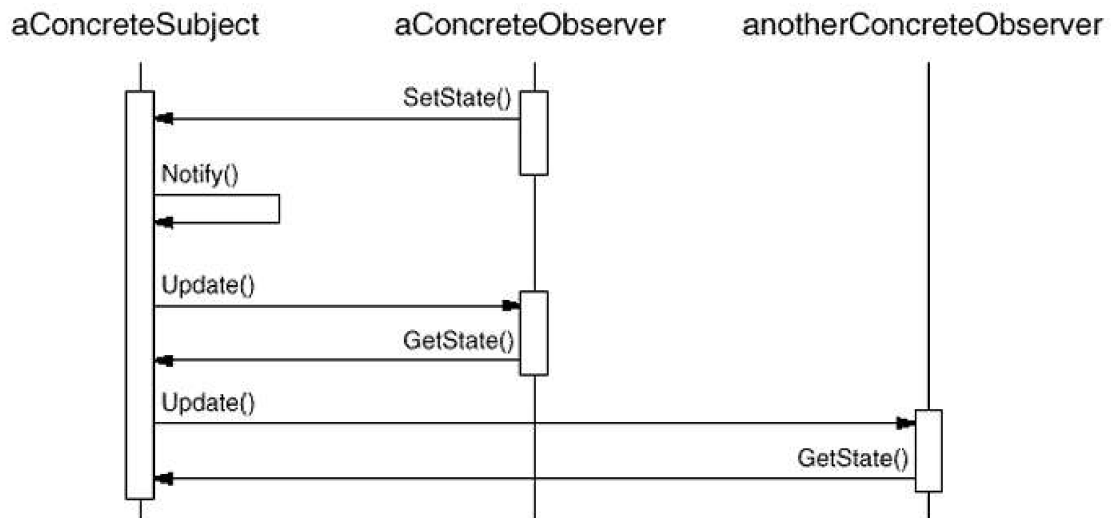 aConcreteSubject aConcreteObserver anotherConcreteObserver
SetState()
Notify()
Update()
GetState()
Update()
GetState()